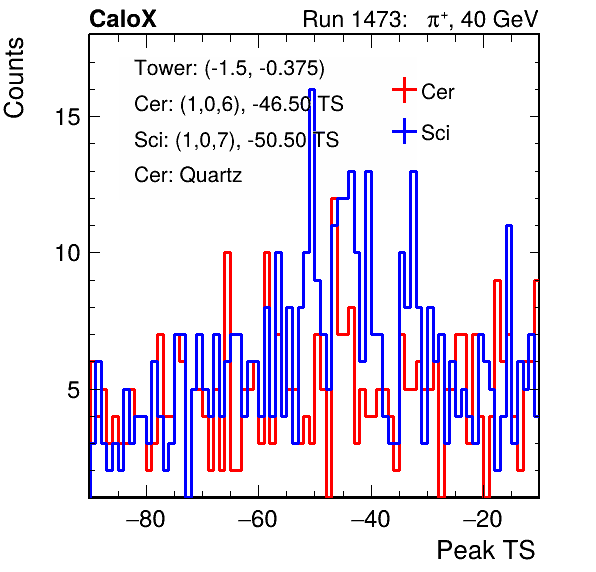 CaloX Run 1473: π⁺, 40 GeV
Counts
Tower: (-1.5, -0.375)
Cer: (1,0,6), -46.50 TS
Sci: (1,0,7), -50.50 TS
Cer: Quartz
Cer
Sci
15
10
5
−80 −60 −40 −20
Peak TS